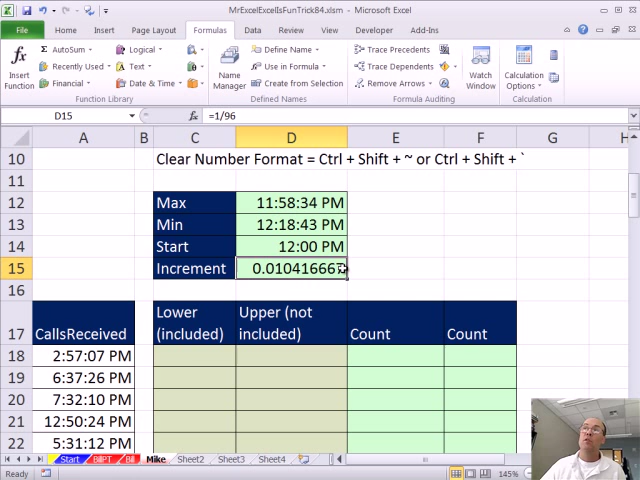 MrExcelExcelIsFunTrick84.xlsm - Microsoft Excel
File Home Insert Page Layout Formulas Data Review View Developer
Insert Function
AutoSum
Recently Used
Financial
Logical
Text
Date & Time
Function Library
Name Manager
Define Name
Use in Formula
Create from Selection
Defined Names
Trace Precedents
Trace Dependents
Remove Arrows
Formula Auditing
Watch Window
Calculation Options
Calculation
D15 fx =1/96
A B C D E F G H
10 Clear Number Format = Ctrl + Shift + ~ or Ctrl + Shift + `
11
12 Max 11:58:34 PM
13 Min 12:18:43 PM
14 Start 12:00 PM
15 Increment 0.010416667
16
17 CallsReceived Lower (included) Upper (not included) Count Count
18 2:57:07 PM
19 6:37:26 PM
20 7:32:10 PM
21 12:50:24 PM
22 5:31:12 PM
Start BillPT Bill Mike Sheet2 Sheet3 Sheet4
Ready 145%